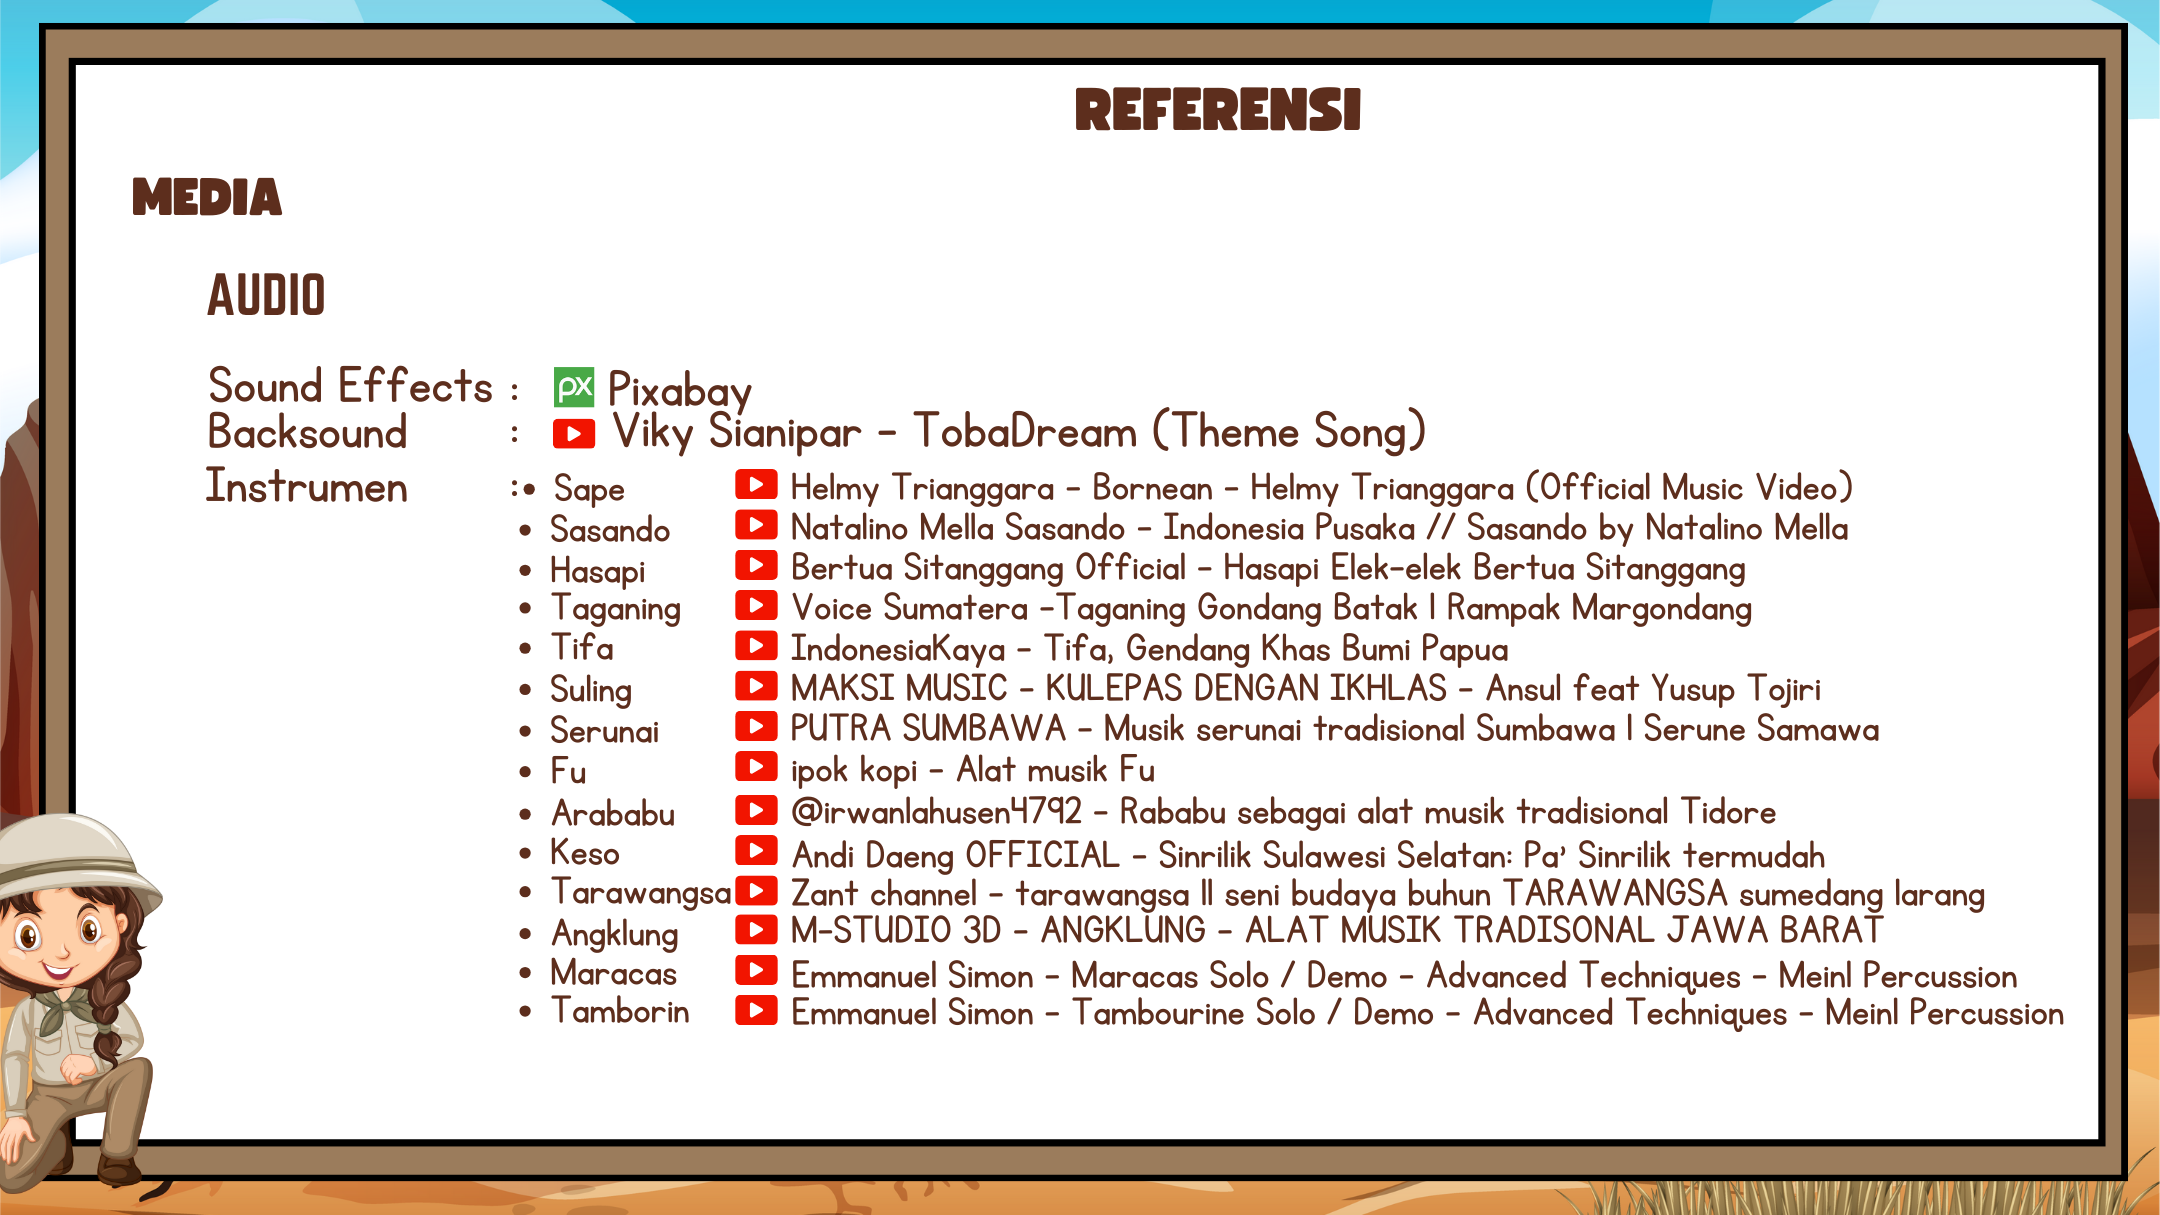 REFERENSI
MEDIA
AUDIO
Sound Effects : px Pixabay
Backsound : Viky Sianipar - TobaDream (Theme Song)
Instrumen : • Sape Helmy Trianggara - Bornean - Helmy Trianggara (Official Music Video)
• Sasando Natalino Mella Sasando - Indonesia Pusaka // Sasando by Natalino Mella
• Hasapi Bertua Sitanggang Official - Hasapi Elek-elek Bertua Sitanggang
• Taganing Voice Sumatera -Taganing Gondang Batak | Rampak Margondang
• Tifa IndonesiaKaya - Tifa, Gendang Khas Bumi Papua
• Suling MAKSI MUSIC - KULEPAS DENGAN IKHLAS - Ansul feat Yusup Tojiri
• Serunai PUTRA SUMBAWA - Musik serunai tradisional Sumbawa | Serune Samawa
• Fu ipok kopi - Alat musik Fu
• Arababu @irwanlahusen4792 - Rababu sebagai alat musik tradisional Tidore
• Keso Andi Daeng OFFICIAL - Sinrilik Sulawesi Selatan: Pa' Sinrilik termudah
• Tarawangsa Zant channel - tarawangsa || seni budaya buhun TARAWANGSA sumedang larang
• Angklung M-STUDIO 3D - ANGKLUNG - ALAT MUSIK TRADISONAL JAWA BARAT
• Maracas Emmanuel Simon - Maracas Solo / Demo - Advanced Techniques - Meinl Percussion
• Tamborin Emmanuel Simon - Tambourine Solo / Demo - Advanced Techniques - Meinl Percussion